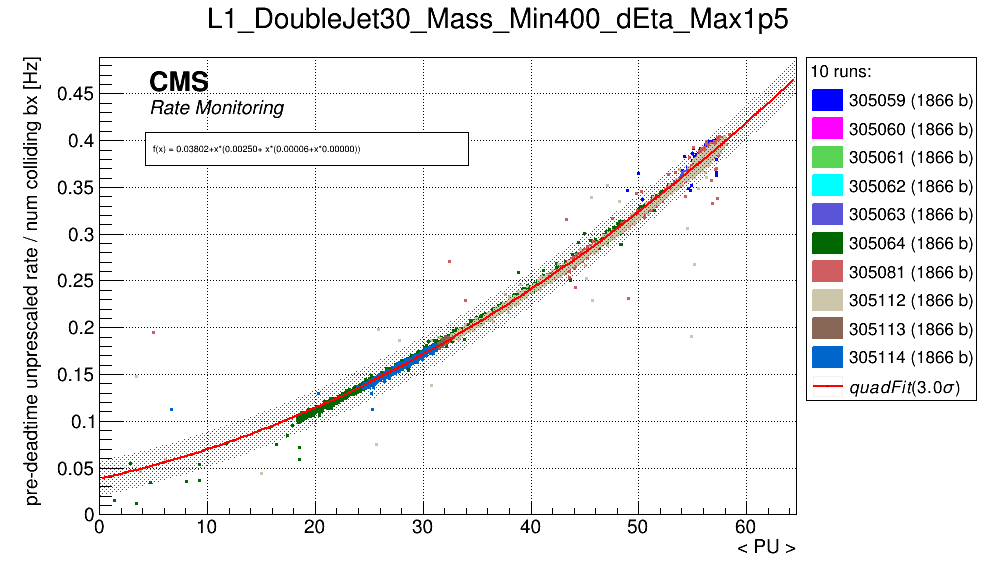 L1_DoubleJet30_Mass_Min400_dEta_Max1p5
pre-deadtime unprescaled rate / num colliding bx [Hz]
CMS
Rate Monitoring
f(x) = 0.03802+x*(0.00250+ x*(0.00006+x*0.00000))
0.45
0.4
0.35
0.3
0.25
0.2
0.15
0.1
0.05
0
0 10 20 30 40 50 60
< PU >
10 runs:
305059 (1866 b)
305060 (1866 b)
305061 (1866 b)
305062 (1866 b)
305063 (1866 b)
305064 (1866 b)
305081 (1866 b)
305112 (1866 b)
305113 (1866 b)
305114 (1866 b)
quadFit(3.0σ)